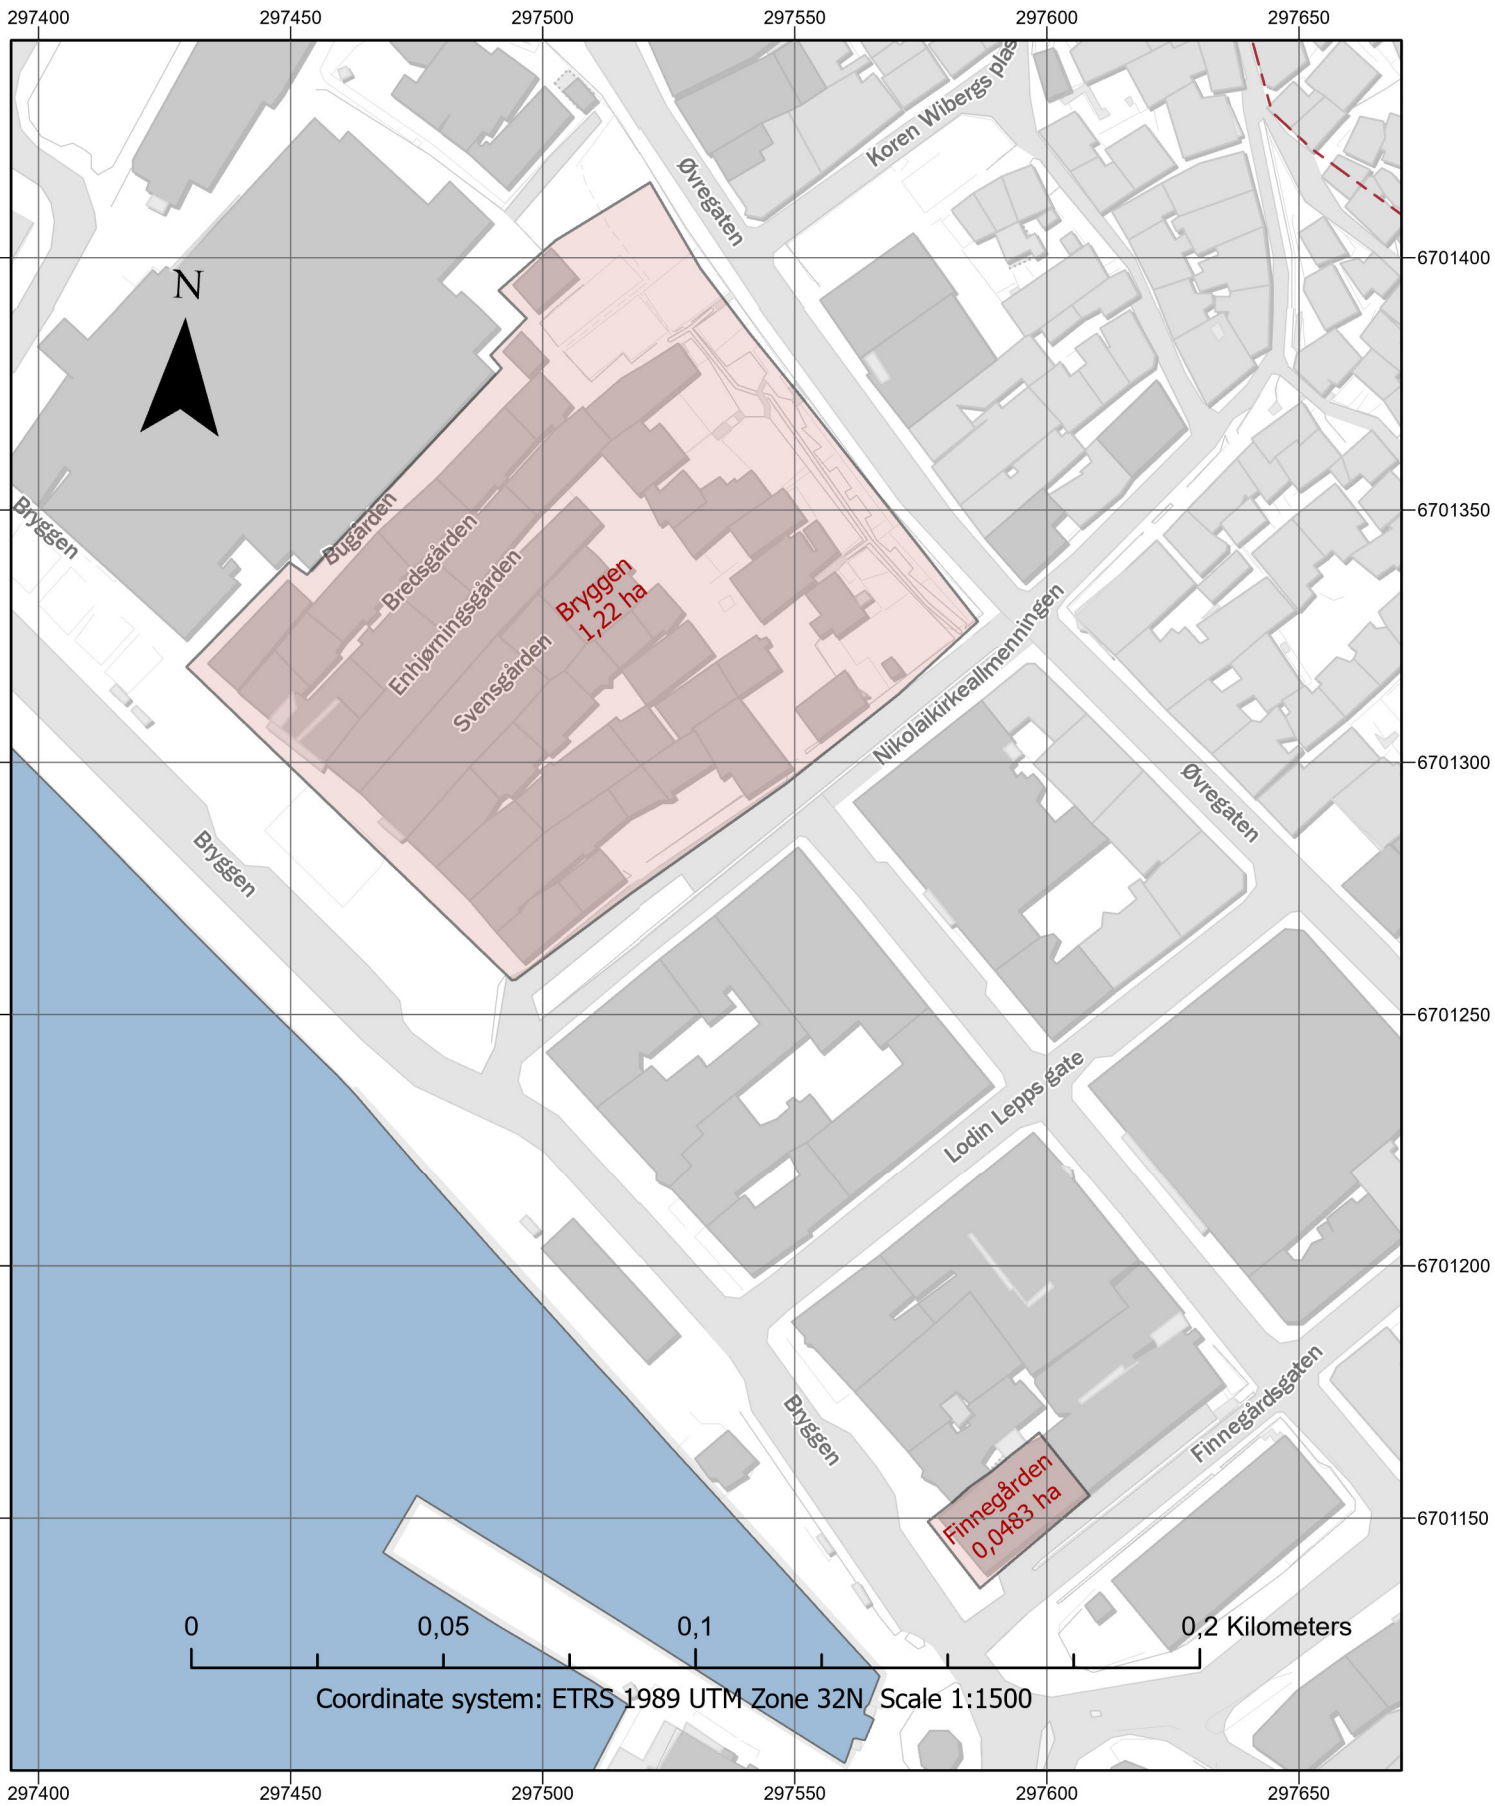 297400 297450 297500 297550 297600 297650
Koren Wibergs plas
Øvregaten
6701400
N
Bryggen
Bugården
Bredsgården
Enhjørningsgården
Svensgården
Bryggen
1,22 ha
6701350
Nikolaikirkeallmenningen
6701300
Øvregaten
Bryggen
6701250
Lodin Lepps gate
6701200
Finnegårdsgaten
Bryggen
Finnegården
0,0483 ha
6701150
0 0,05 0,1 0,2 Kilometers
Coordinate system: ETRS 1989 UTM Zone 32N Scale 1:1500
297400 297450 297500 297550 297600 297650